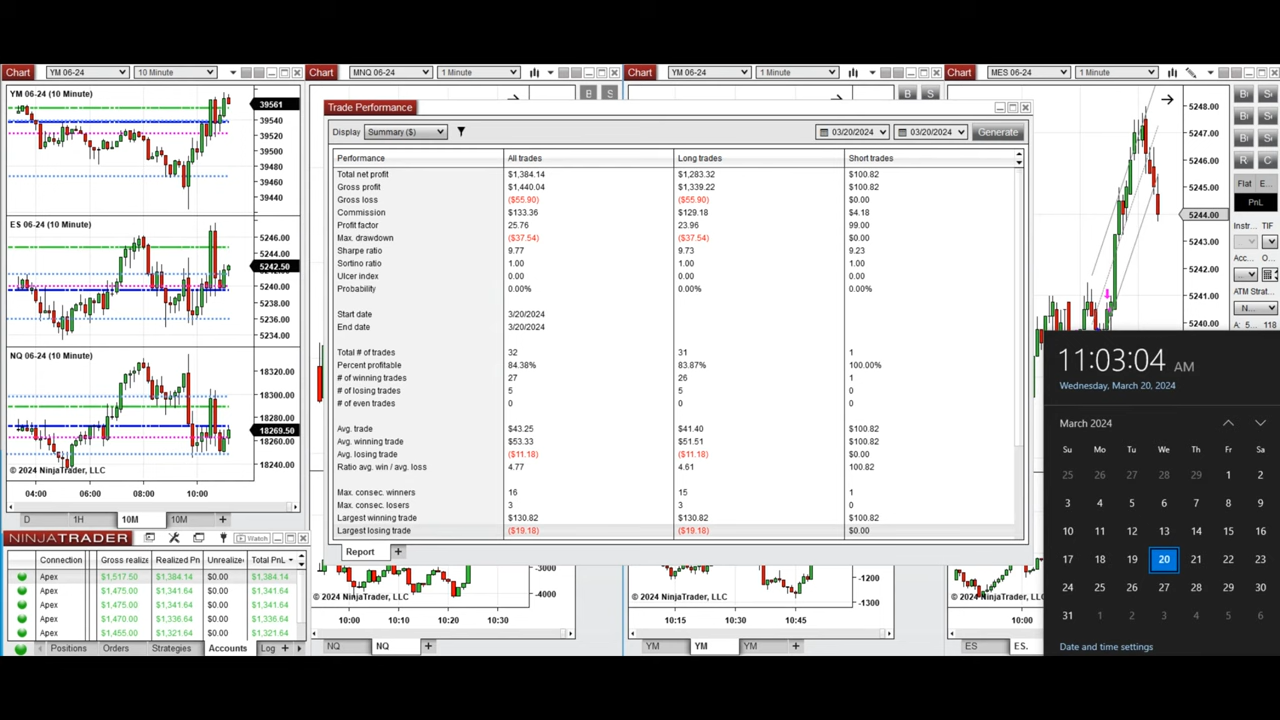 Chart YM 06-24 10 Minute
YM 06-24 (10 Minute)
39561
39540
39520
39500
39480
39460
39440
ES 06-24 (10 Minute)
5246.00
5244.00
5242.50
5240.00
5238.00
5236.00
5234.00
NQ 06-24 (10 Minute)
18320.00
18300.00
18269.50
18260.00
18240.00
© 2024 NinjaTrader, LLC
04:00 06:00 08:00 10:00
D 1H 10M 10M +
NINJATRADER Watch
Connection Gross realize Realized Pn Unrealize Total PnL
Apex $1,517.50 $1,384.14 $0.00 $1,384.14
Apex $1,475.00 $1,341.64 $0.00 $1,341.64
Apex $1,475.00 $1,341.64 $0.00 $1,341.64
Apex $1,470.00 $1,336.64 $0.00 $1,336.64
Apex $1,455.00 $1,321.64 $0.00 $1,321.64
Positions Orders Strategies Accounts Log +
Chart MNQ 06-24 1 Minute
B S
Chart YM 06-24 1 Minute
B S
Trade Performance
Display Summary ($) 03/20/2024 03/20/2024 Generate
Performance All trades Long trades Short trades
Total net profit $1,384.14 $1,283.32 $100.82
Gross profit $1,440.04 $1,339.22 $100.82
Gross loss ($55.90) ($55.90) $0.00
Commission $133.36 $129.18 $4.18
Profit factor 25.76 23.96 99.00
Max. drawdown ($37.54) ($37.54) $0.00
Sharpe ratio 9.77 9.73 9.23
Sortino ratio 1.00 1.00 1.00
Ulcer index 0.00 0.00 0.00
Probability 0.00% 0.00% 0.00%
Start date 3/20/2024
End date 3/20/2024
Total # of trades 32 31 1
Percent profitable 84.38% 83.87% 100.00%
# of winning trades 27 26 1
# of losing trades 5 5 0
# of even trades 0 0 0
Avg. trade $43.25 $41.40 $100.82
Avg. winning trade $53.33 $51.51 $100.82
Avg. losing trade ($11.18) ($11.18) $0.00
Ratio avg. win / avg. loss 4.77 4.61 100.82
Max. consec. winners 16 15 1
Max. consec. losers 3 3 0
Largest winning trade $130.82 $130.82 $100.82
Largest losing trade ($19.18) ($19.18) $0.00
Report +
-3000
-4000
© 2024 NinjaTrader, LLC
10:00 10:10 10:20 10:30
NQ NQ +
-1200
-1300
© 2024 NinjaTrader, LLC
10:15 10:30 10:45
YM YM YM +
Chart MES 06-24 1 Minute
5248.00
5247.00
5246.00
5245.00
5244.00
5243.00
5242.00
5241.00
5240.00
© 2024 NinjaTrader, LLC
10:00
ES ES.
B S
B S
B S
R C
Flat E...
PnL
Instr... TIF
Acc... O...
ATM Strat...
N...
A: 5... 118
11:03:04 AM
Wednesday, March 20, 2024
March 2024
Su Mo Tu We Th Fr Sa
25 26 27 28 29 1 2
3 4 5 6 7 8 9
10 11 12 13 14 15 16
17 18 19 20 21 22 23
24 25 26 27 28 29 30
31 1 2 3 4 5 6
Date and time settings